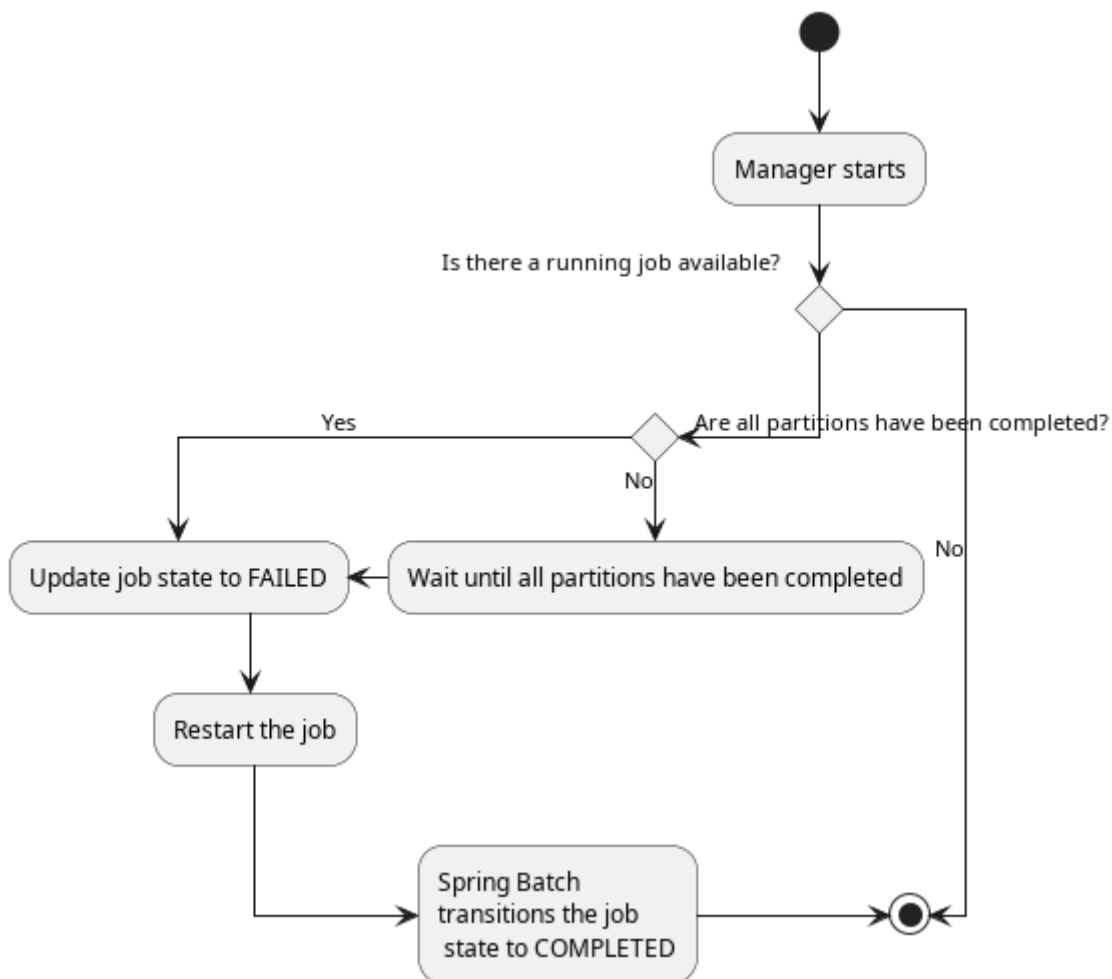 Manager starts
Is there a running job available?
Yes
Are all partitions have been completed?
No
No
Update job state to FAILED
Wait until all partitions have been completed
Restart the job
Spring Batch
transitions the job
state to COMPLETED